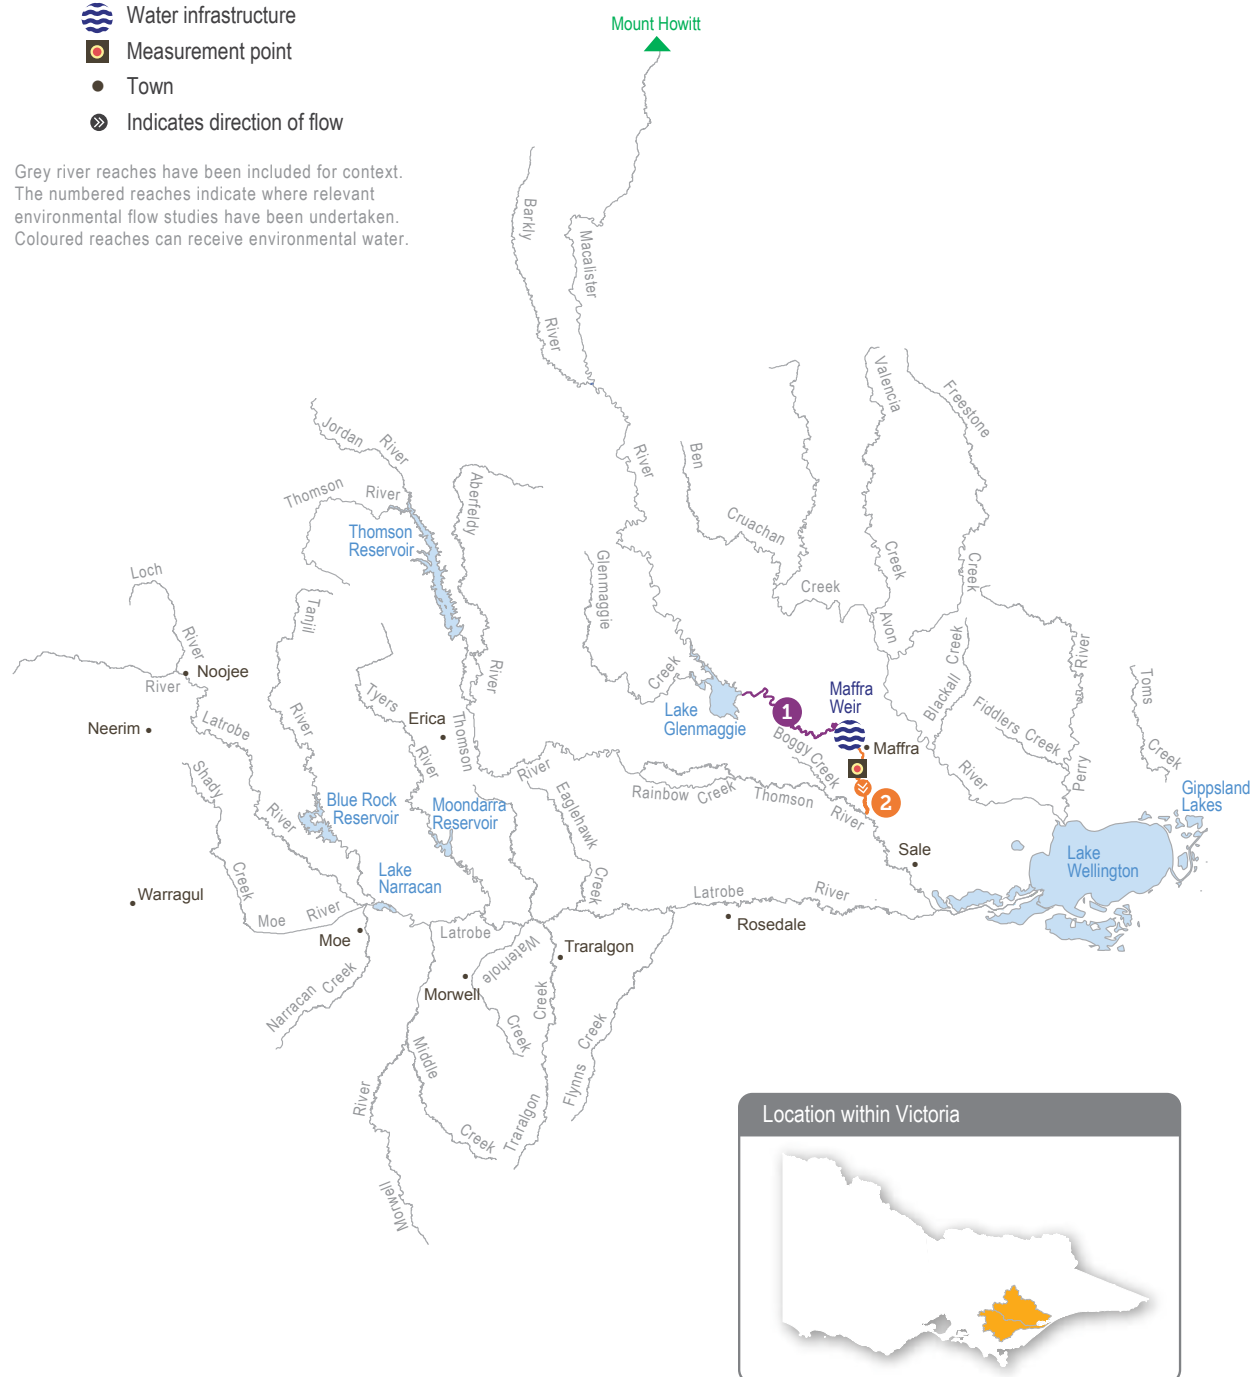 Water infrastructure
Measurement point
Town
Indicates direction of flow
Grey river reaches have been included for context.
The numbered reaches indicate where relevant
environmental flow studies have been undertaken.
Coloured reaches can receive environmental water.
Mount Howitt
Barkly
River
Macalister
River
Jordan
River
Thomson
River
Thomson
Reservoir
Aberfeldy
River
Ben
Cruachan
Creek
Valencia
Creek
Freestone
Creek
Glenmaggie
Creek
Lake
Glenmaggie
Loch
River
Noojee
River
Latrobe
River
Neerim
Tanjil
River
Tyers
River
Erica
Thomson
River
Shady
Creek
Blue Rock
Reservoir
Moondarra
Reservoir
Lake
Narracan
Eaglehawk
Creek
Rainbow
Creek
Thomson
River
Boggy Creek
1
Maffra
Weir
Maffra
2
Avon
River
Blackall
Creek
Fiddlers
Creek
Perry
River
Toms
Creek
Gippsland
Lakes
Lake
Wellington
Sale
Warragul
Moe
River
Moe
Narracan
Creek
Latrobe
Latrobe
River
Rosedale
Waterhole
Creek
Morwell
Traralgon
Traralgon
Creek
Flynns
Creek
Middle
Creek
Morwell
River
Location within Victoria